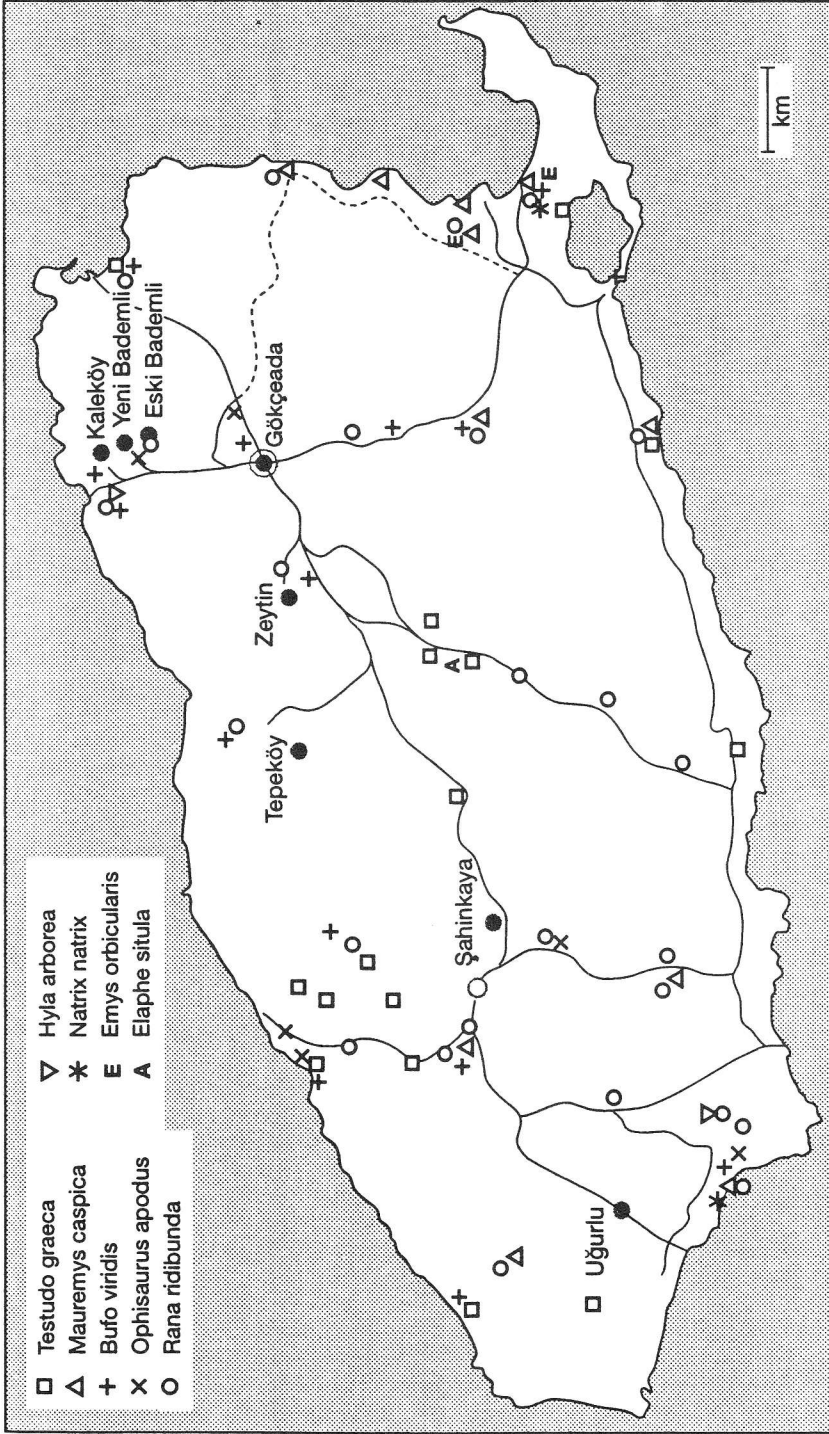 Testudo graeca
Mauremys caspica
Bufo viridis
Ophisaurus apodus
Rana ridibunda
Hyla arborea
Natrix natrix
E Emys orbicularis
A Elaphe situla
Kaleköy
Yeni Bademli
Eski Bademli
Gökçeada
Zeytin
Tepeköy
Şahinkaya
Uğurlu
A
E
E
km